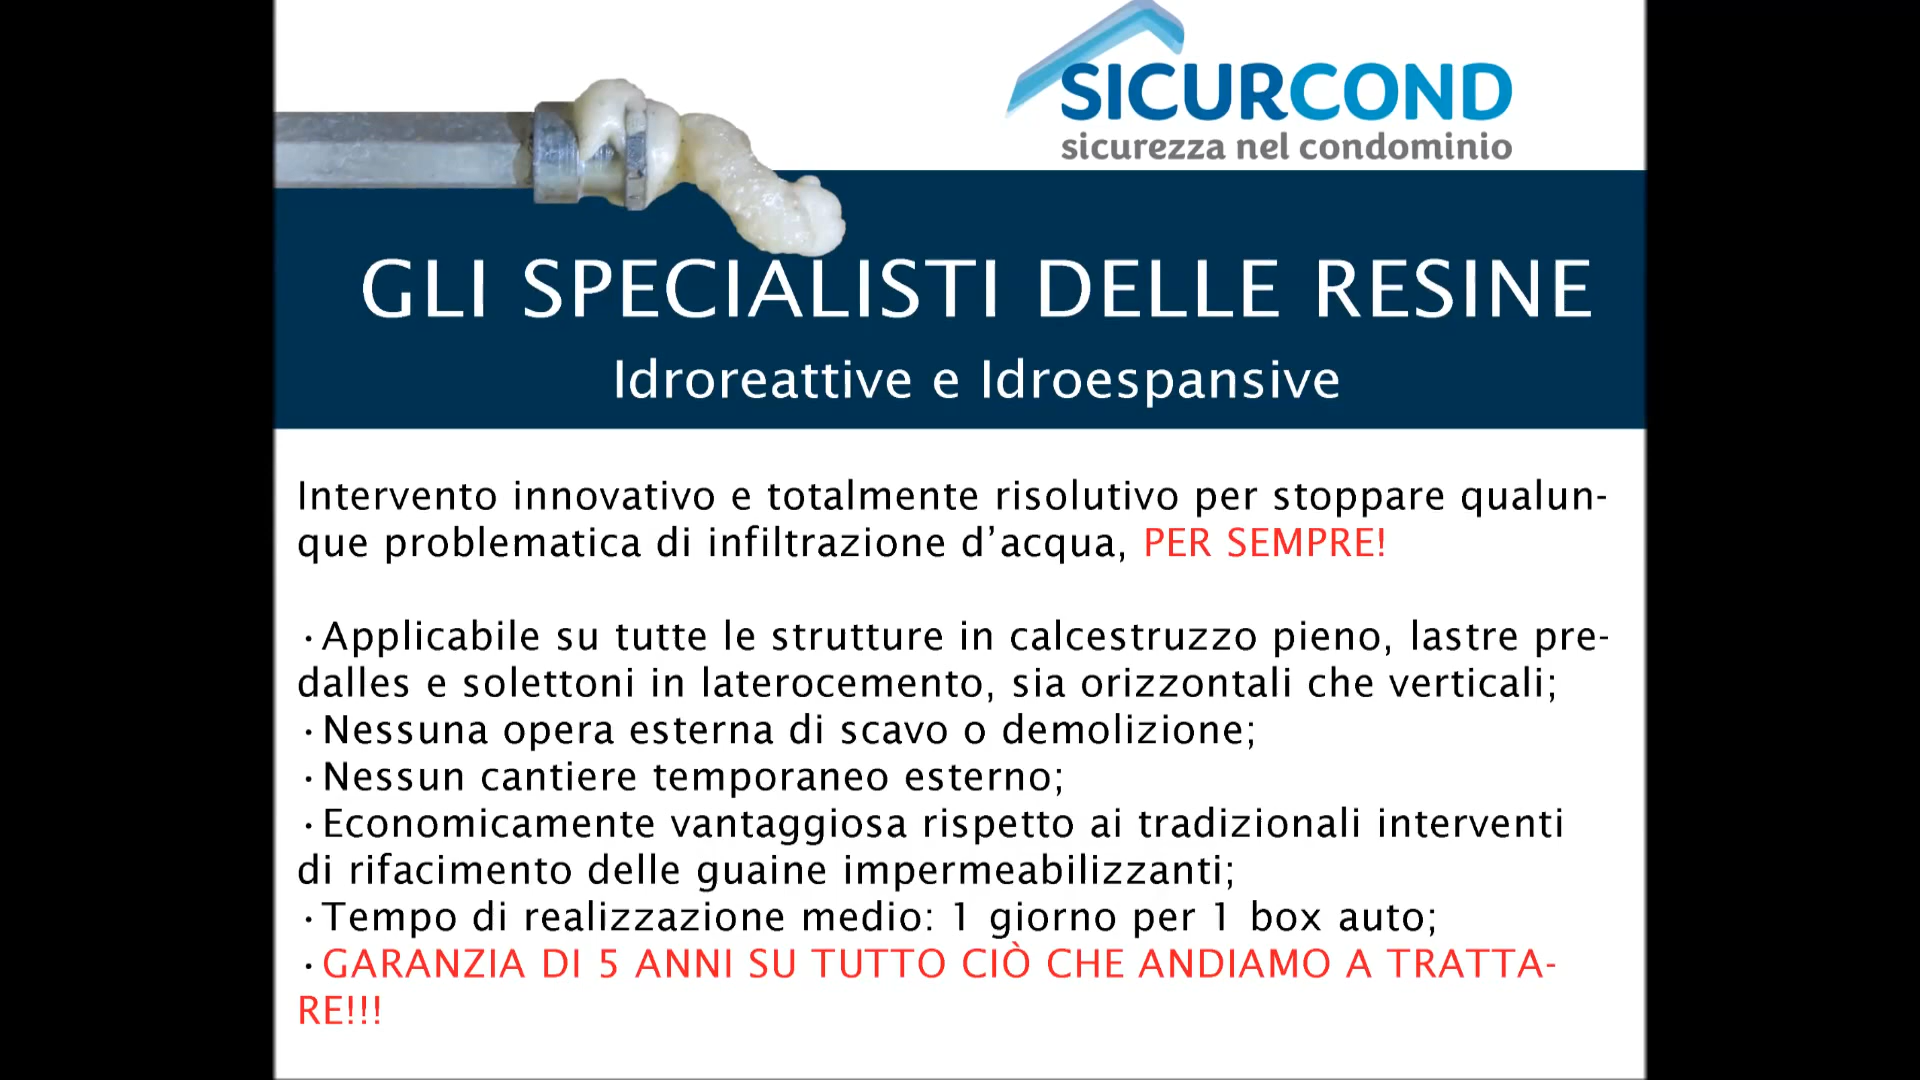 SICURCOND
sicurezza nel condominio
GLI SPECIALISTI DELLE RESINE
Idroreattive e Idroespansive
Intervento innovativo e totalmente risolutivo per stoppare qualun-
que problematica di infiltrazione d’acqua, PER SEMPRE!
·Applicabile su tutte le strutture in calcestruzzo pieno, lastre pre-
dalles e solettoni in laterocemento, sia orizzontali che verticali;
·Nessuna opera esterna di scavo o demolizione;
·Nessun cantiere temporaneo esterno;
·Economicamente vantaggiosa rispetto ai tradizionali interventi
di rifacimento delle guaine impermeabilizzanti;
·Tempo di realizzazione medio: 1 giorno per 1 box auto;
·GARANZIA DI 5 ANNI SU TUTTO CIÒ CHE ANDIAMO A TRATTA-
RE!!!